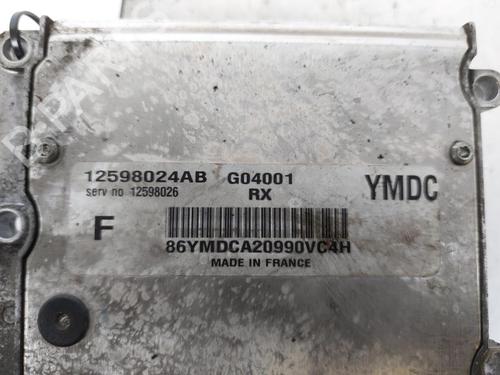 12598024AB G04001 YMDC
serv no 12598026 RX
F
86YMDCA20990VC4H
MADE IN FRANCE